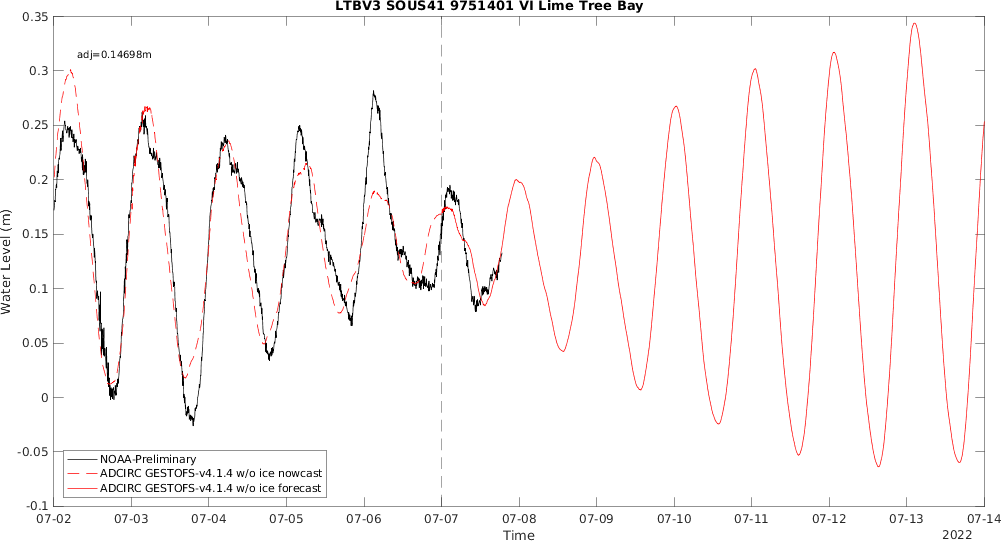 LTBV3 SOUS41 9751401 VI Lime Tree Bay
adj=0.14698m
0.35
0.3
0.25
0.2
0.15
0.1
0.05
0
-0.05
-0.1
Water Level (m)
NOAA-Preliminary
ADCIRC GESTOFS-v4.1.4 w/o ice nowcast
ADCIRC GESTOFS-v4.1.4 w/o ice forecast
07-02 07-03 07-04 07-05 07-06 07-07 07-08 07-09 07-10 07-11 07-12 07-13 07-14
Time
2022